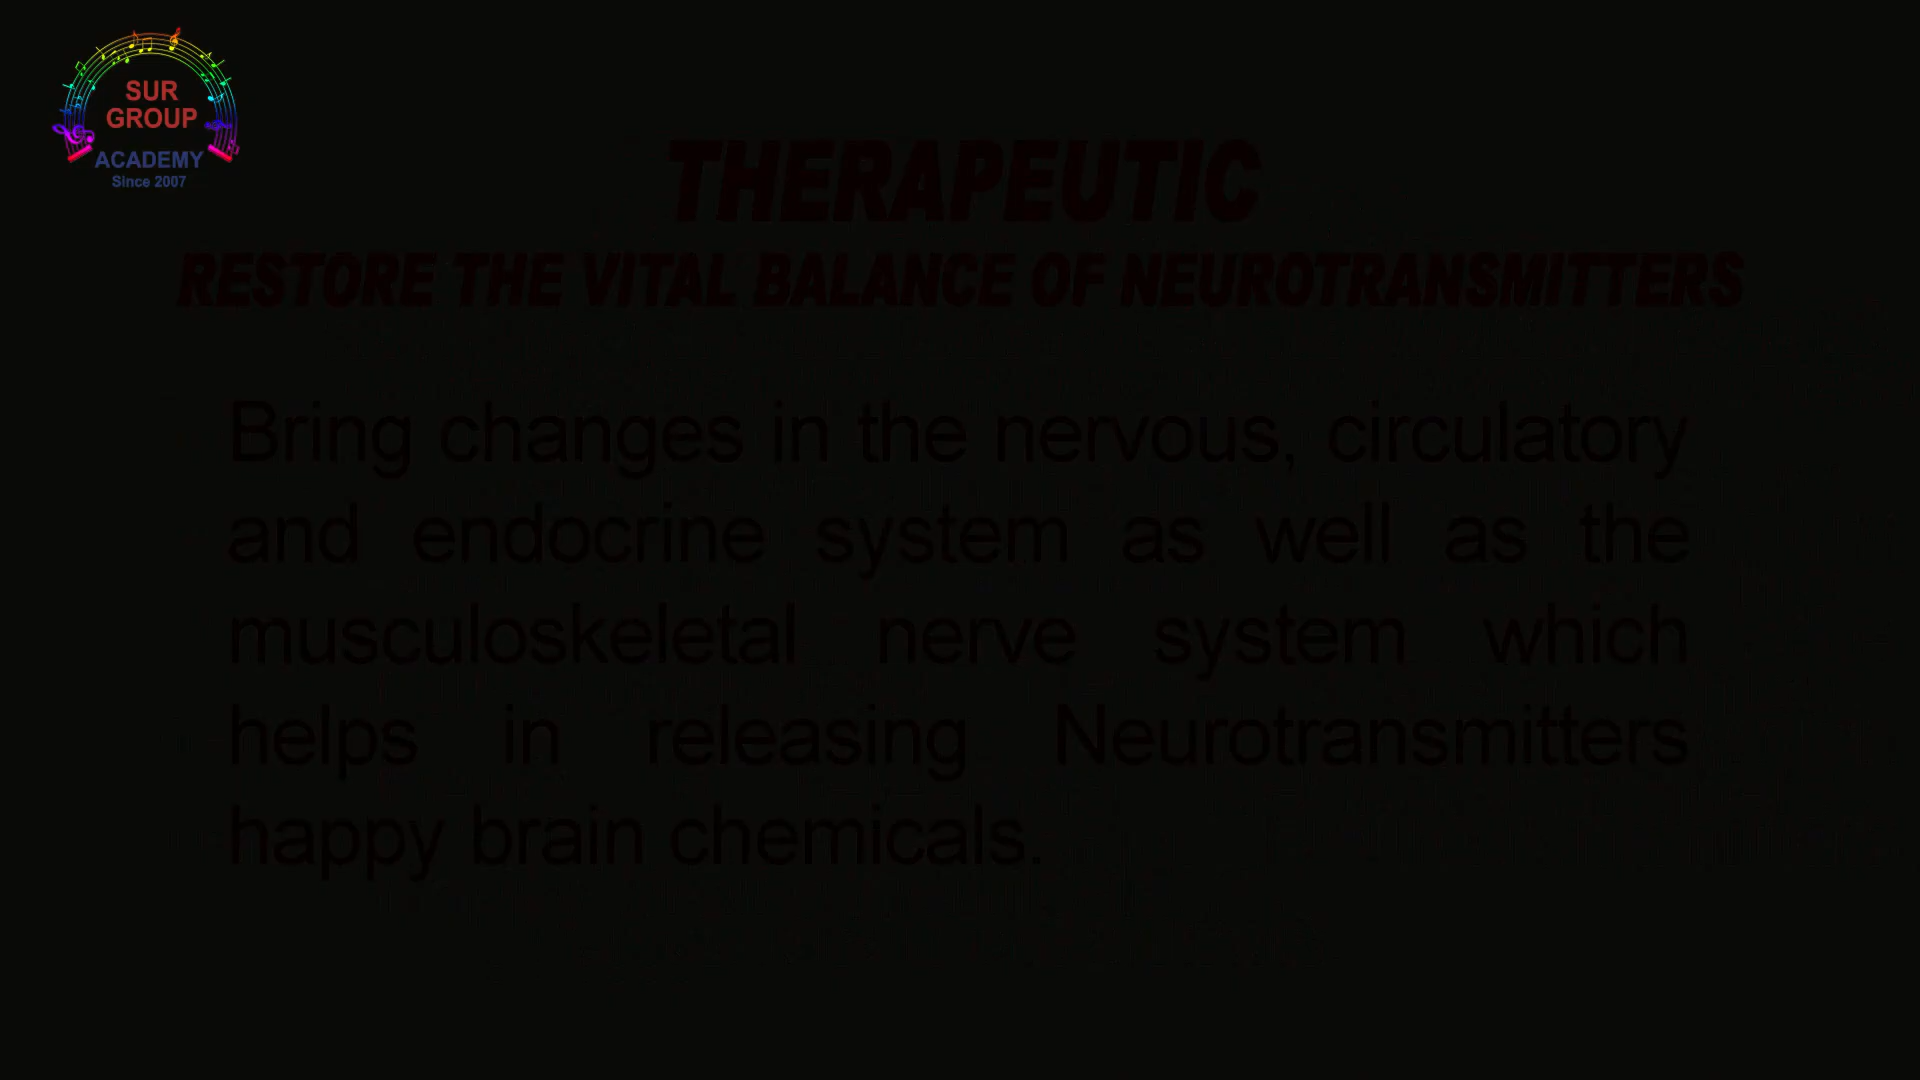 SUR
GROUP
ACADEMY
Since 2007
THERAPEUTIC
RESTORE THE VITAL BALANCE OF NEUROTRANSMITTERS
Bring changes in the nervous, circulatory
and endocrine system as well as the
musculoskeletal nerve system which
helps in releasing Neurotransmitters
happy brain chemicals.